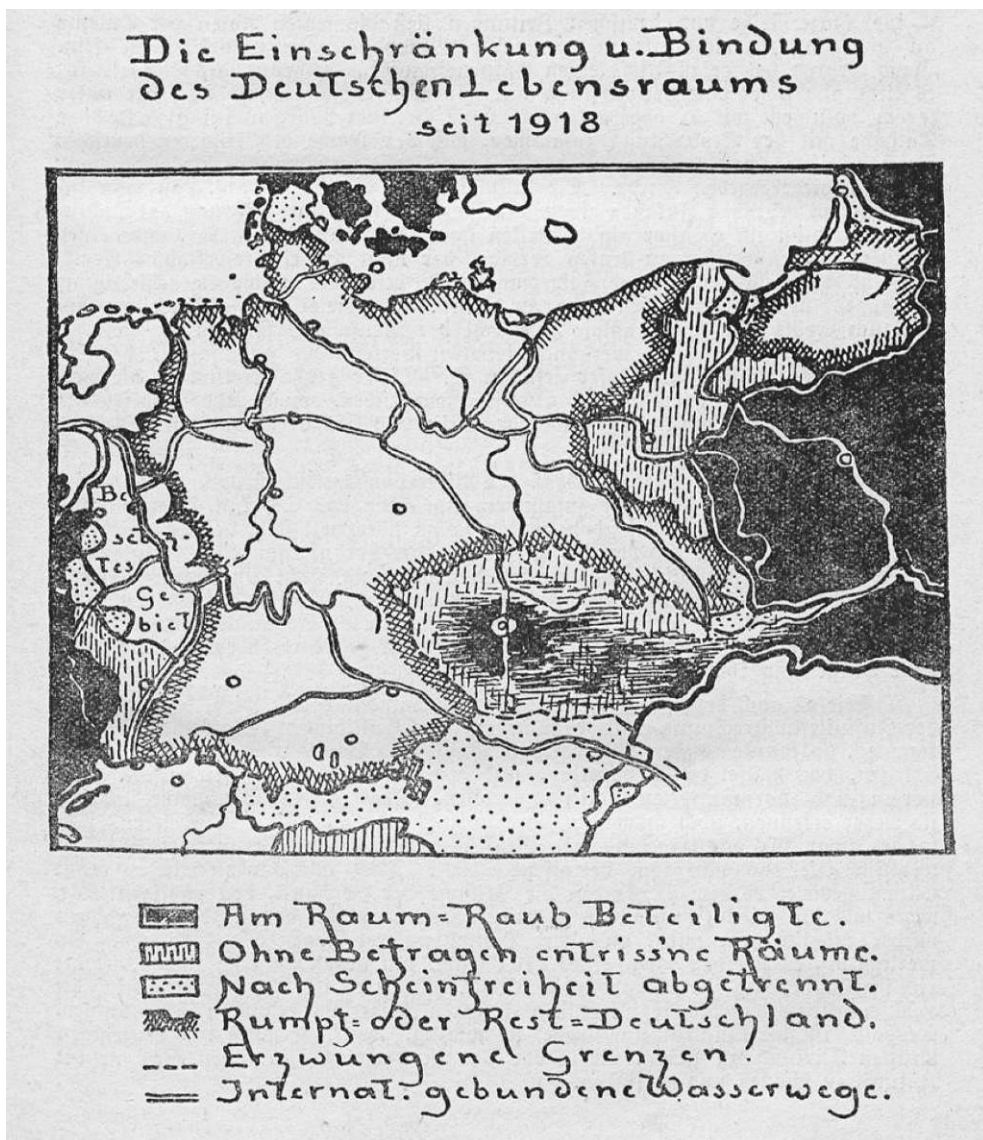 Die Einschränkung u. Bindung
des Deutschen Lebensraums
seit 1918
Be
setz-
tes
Ge
biet
Am Raum=Raub Beteiligte.
Ohne Befragen entriss'ne Räume.
Nach Scheinfreiheit abgetrennt.
Rumpf= oder Rest=Deutschland.
Erzwungene Grenzen.
Internat. gebundene Wasserwege.